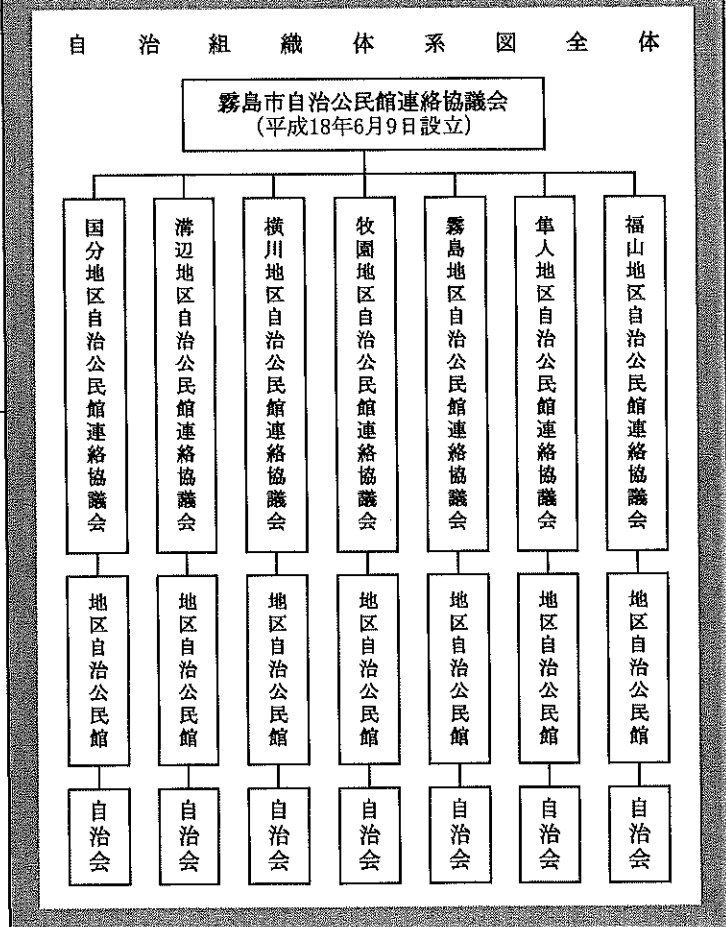 自治組織体系図全体
霧島市自治公民館連絡協議会
(平成18年6月9日設立)
国分地区自治公民館連絡協議会
溝辺地区自治公民館連絡協議会
横川地区自治公民館連絡協議会
牧園地区自治公民館連絡協議会
霧島地区自治公民館連絡協議会
隼人地区自治公民館連絡協議会
福山地区自治公民館連絡協議会
地区自治公民館
地区自治公民館
地区自治公民館
地区自治公民館
地区自治公民館
地区自治公民館
地区自治公民館
自治会
自治会
自治会
自治会
自治会
自治会
自治会